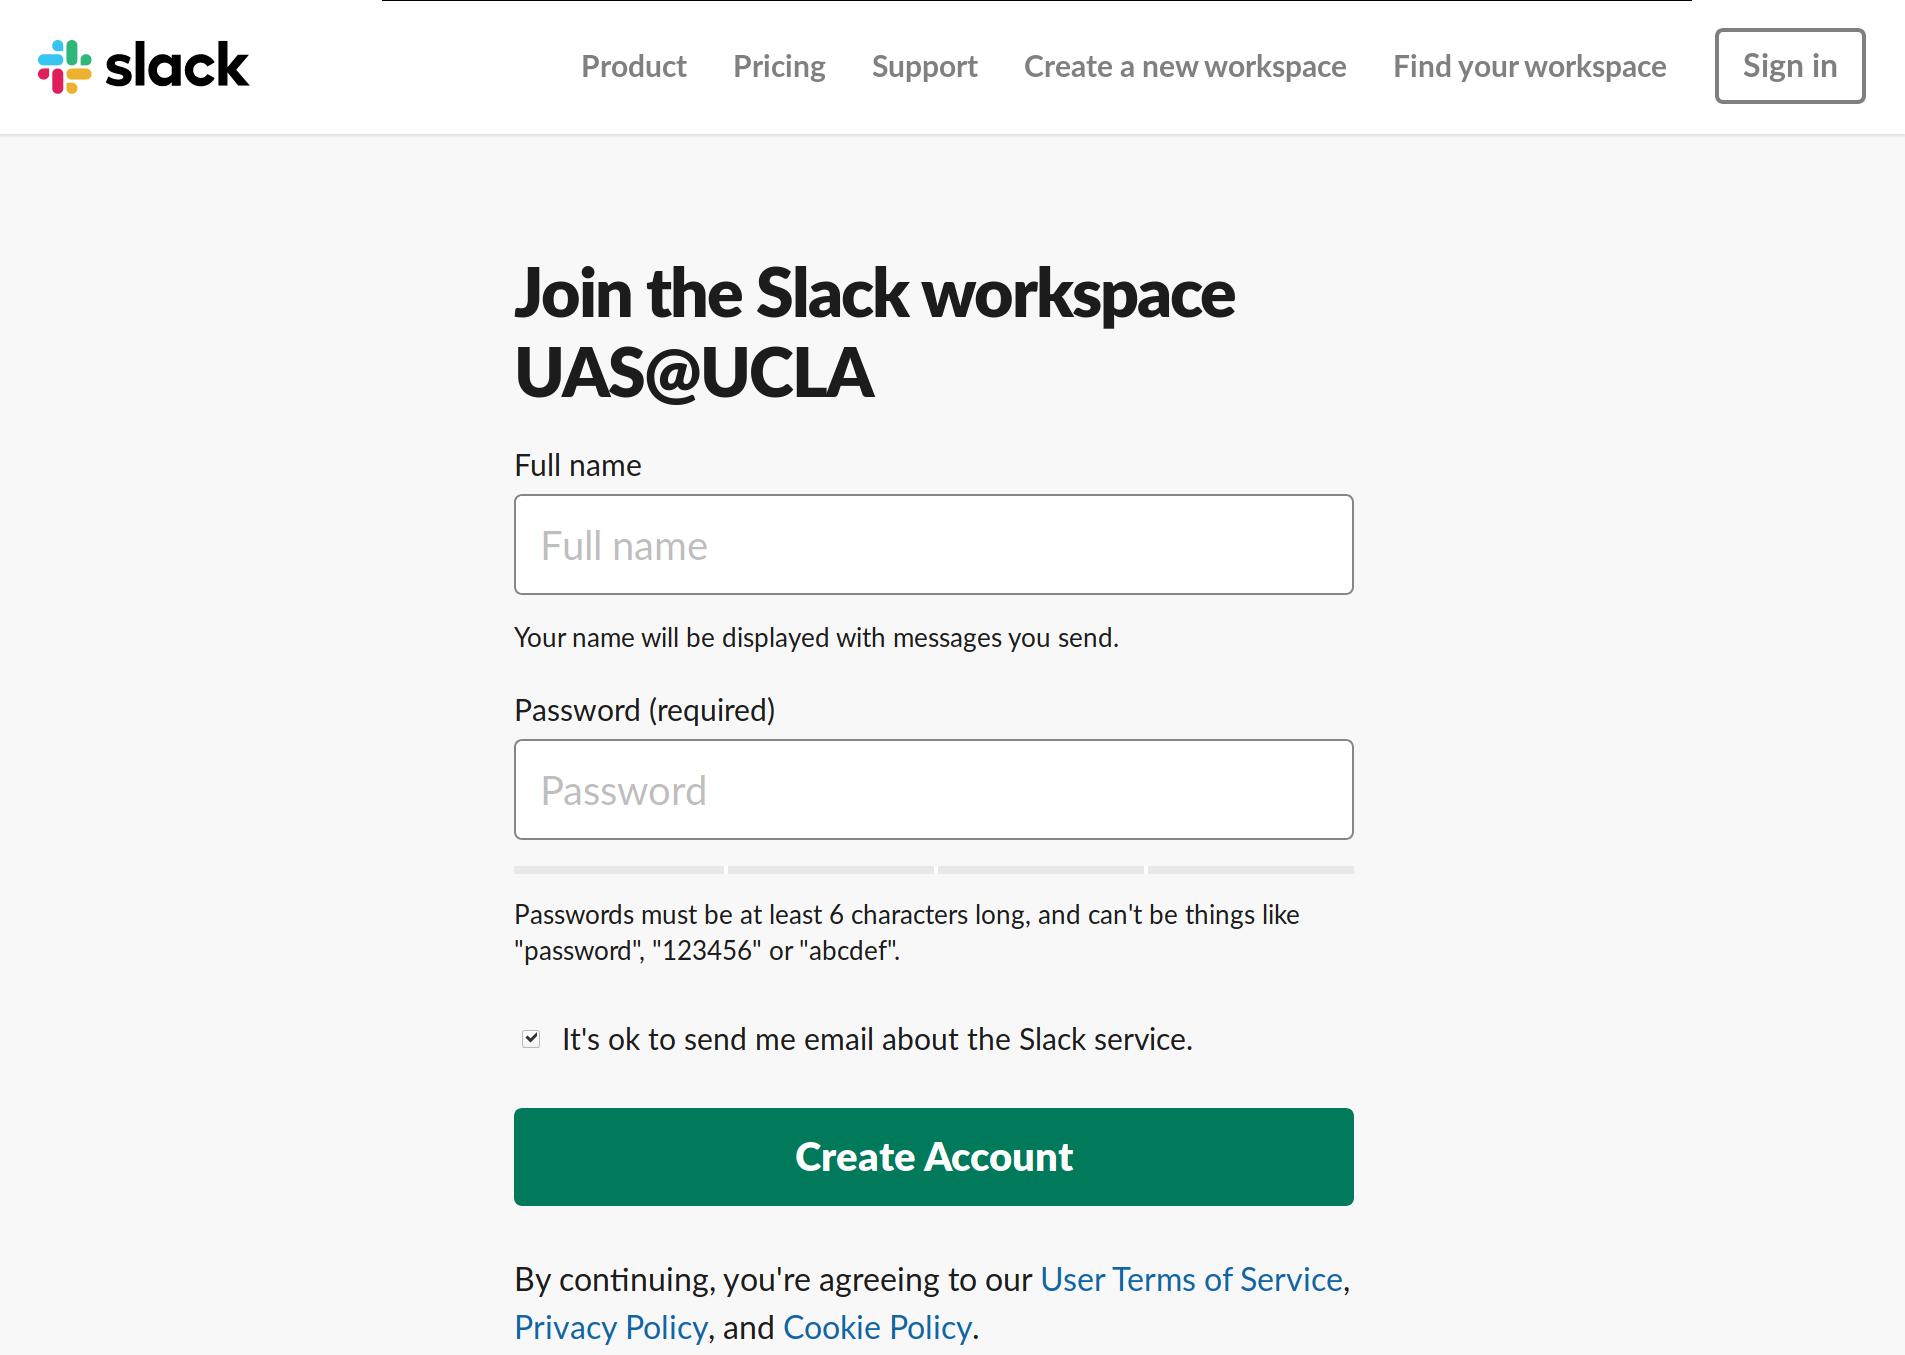 slack
Product Pricing Support Create a new workspace Find your workspace Sign in
Join the Slack workspace
UAS@UCLA
Full name
Full name
Your name will be displayed with messages you send.
Password (required)
Password
Passwords must be at least 6 characters long, and can't be things like
"password", "123456" or "abcdef".
It's ok to send me email about the Slack service.
Create Account
By continuing, you're agreeing to our User Terms of Service,
Privacy Policy, and Cookie Policy.